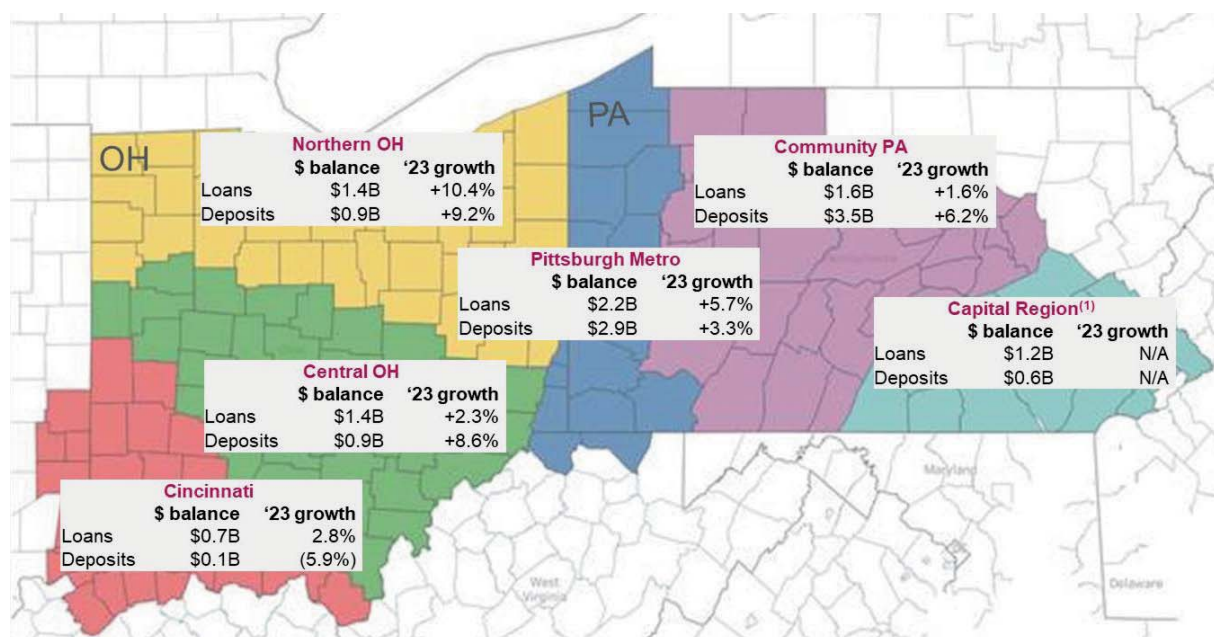 OH
PA
Northern OH
$ balance ‘23 growth
Loans $1.4B +10.4%
Deposits $0.9B +9.2%
Community PA
$ balance ‘23 growth
Loans $1.6B +1.6%
Deposits $3.5B +6.2%
Pittsburgh Metro
$ balance ‘23 growth
Loans $2.2B +5.7%
Deposits $2.9B +3.3%
Capital Region(1)
$ balance ‘23 growth
Loans $1.2B N/A
Deposits $0.6B N/A
Central OH
$ balance ‘23 growth
Loans $1.4B +2.3%
Deposits $0.9B +8.6%
Cincinnati
$ balance ‘23 growth
Loans $0.7B 2.8%
Deposits $0.1B (5.9%)
Maryland
West
Virginia
Delaware